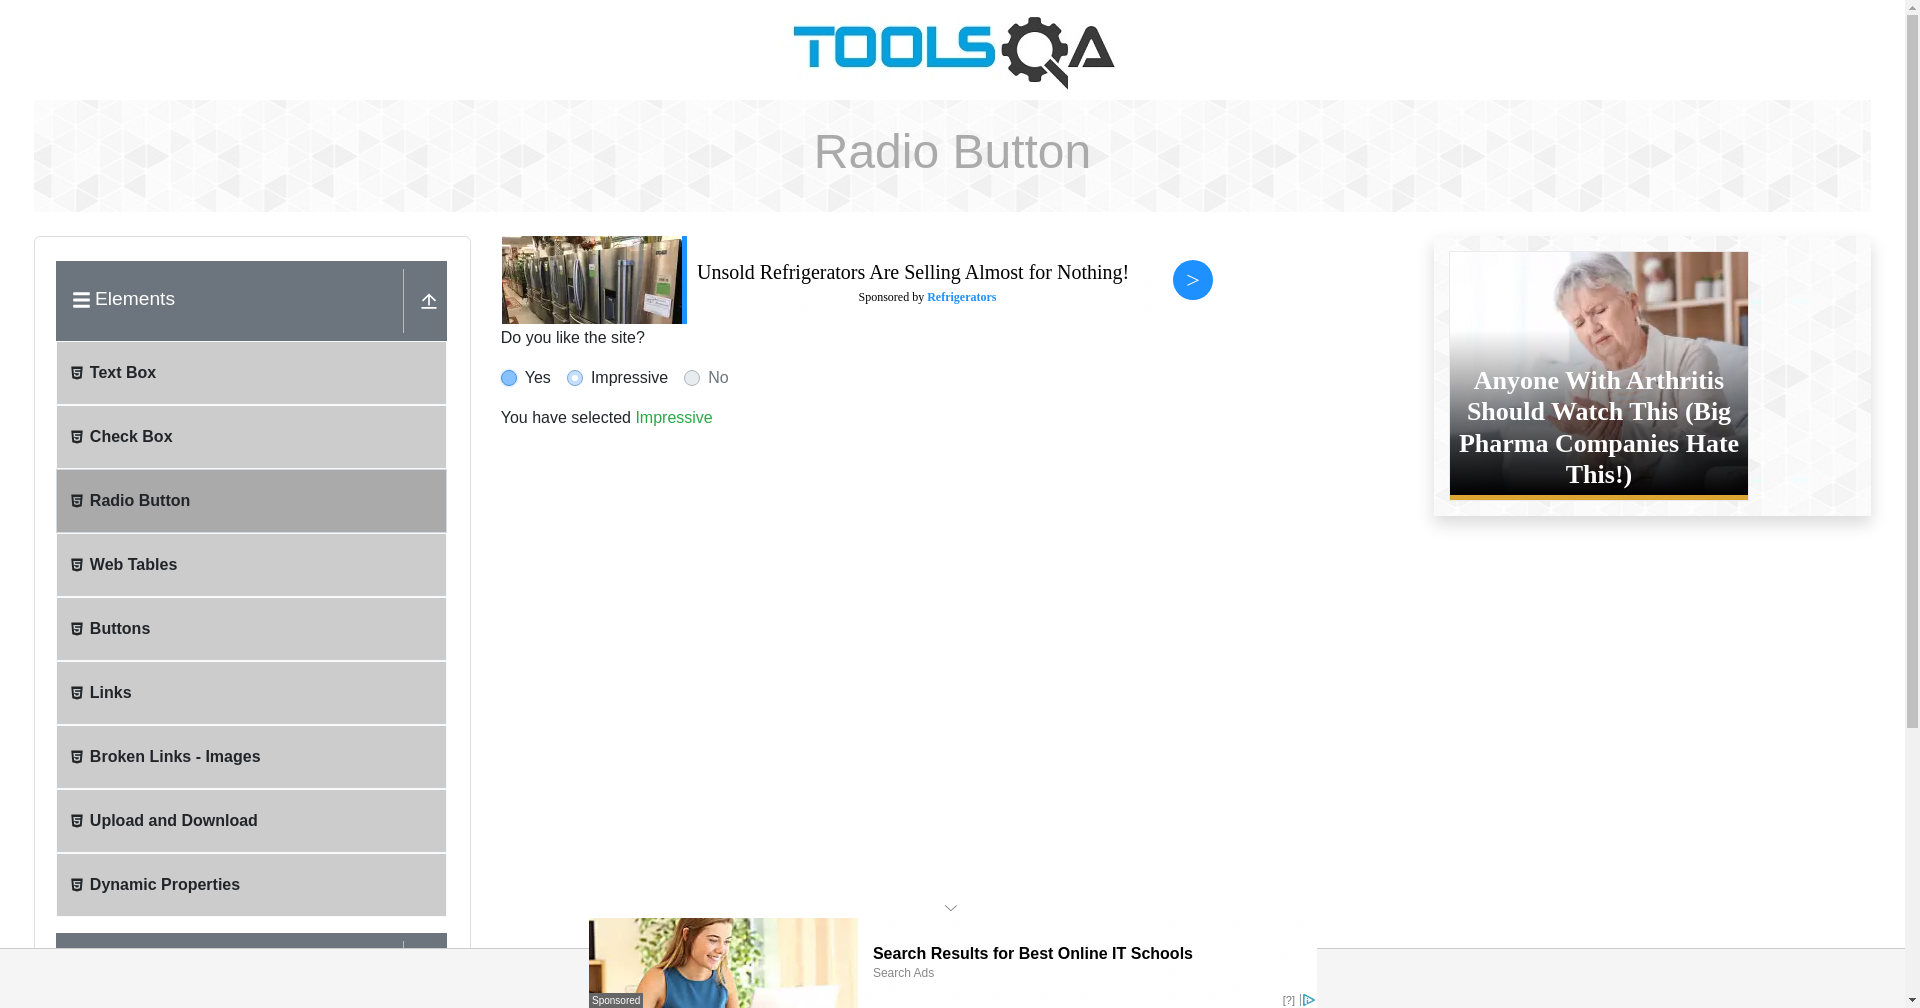 TOOLSQA
Radio Button
Elements
Text Box
Check Box
Radio Button
Web Tables
Buttons
Links
Broken Links - Images
Upload and Download
Dynamic Properties
Unsold Refrigerators Are Selling Almost for Nothing!
Sponsored by Refrigerators
>
Do you like the site?
Yes Impressive No
You have selected Impressive
Anyone With Arthritis
Should Watch This (Big
Pharma Companies Hate
This!)
Search Results for Best Online IT Schools
Search Ads
Sponsored
[?]